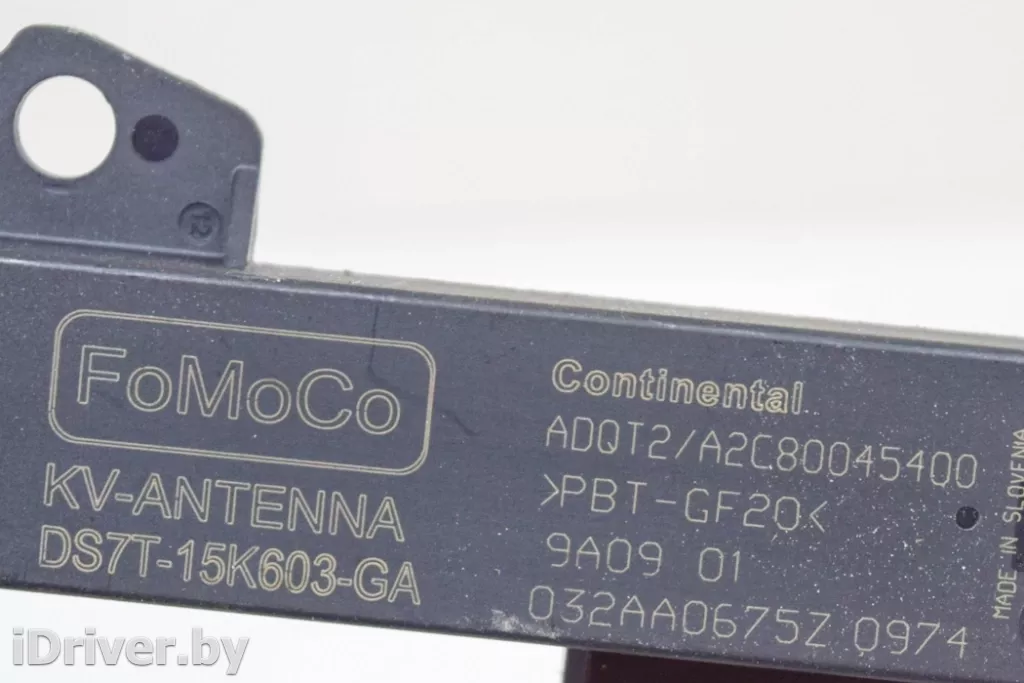 12
FoMoCo
KV-ANTENNA
DS7T-15K603-GA
Continental
ADQT2/A2C80045400
>PBT-GF20<
9A09 01
032AA0675Z 0974
MADE IN SLOVENIA
iDriver.by